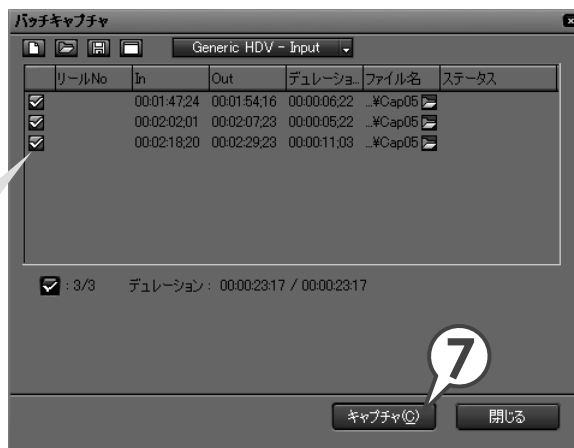 バッチキャプチャ
Generic HDV - Input
リールNo In Out デュレーショ... ファイル名 ステータス
00:01:47;24 00:01:54;16 00:00:06;22 ...¥Cap05
00:02:02;01 00:02:07;23 00:00:05;22 ...¥Cap05
00:02:18;20 00:02:29;23 00:00:11;03 ...¥Cap05
: 3/3 デュレーション : 00:00:23:17 / 00:00:23:17
7
キャプチャ(C) 閉じる